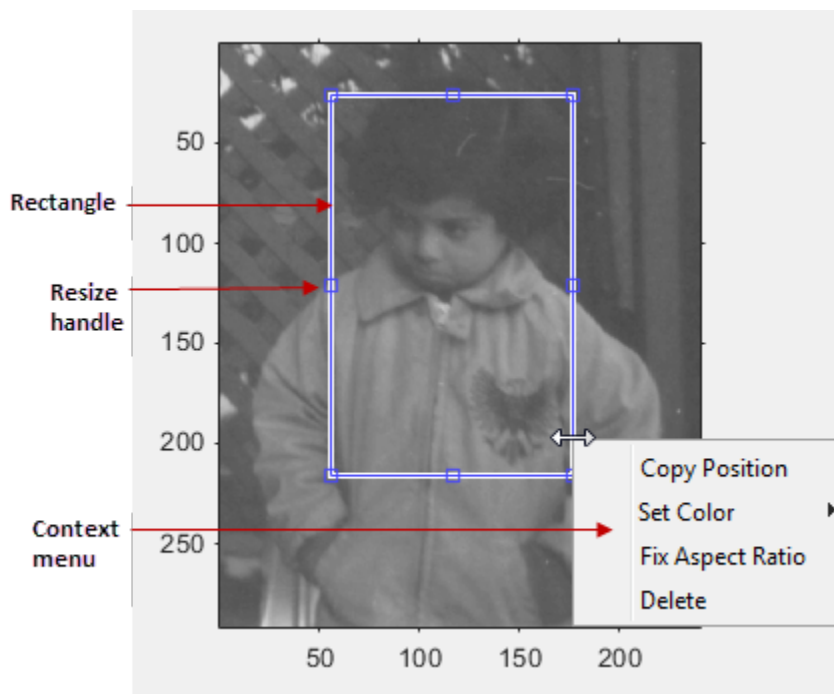 50
Rectangle
100
Resize
handle
150
200
Copy Position
Set Color
Context
menu
250
Fix Aspect Ratio
Delete
50 100 150 200